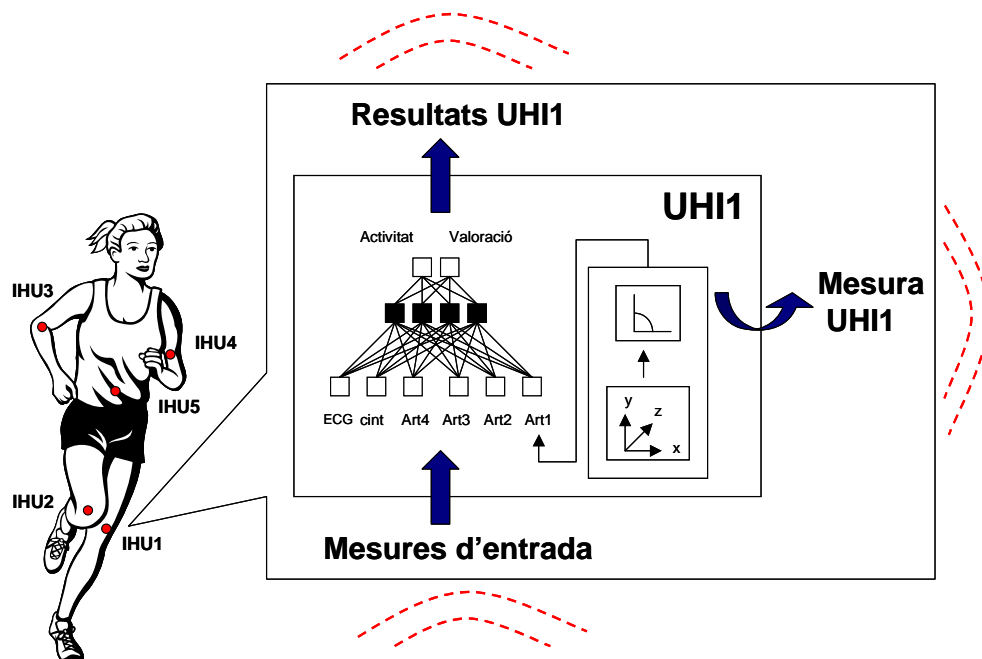 Resultats UHI1
UHI1
Activitat Valoració
IHU3
IHU4
IHU5
IHU2
IHU1
Mesura
UHI1
y
z
x
ECG cint Art4 Art3 Art2 Art1
Mesures d'entrada